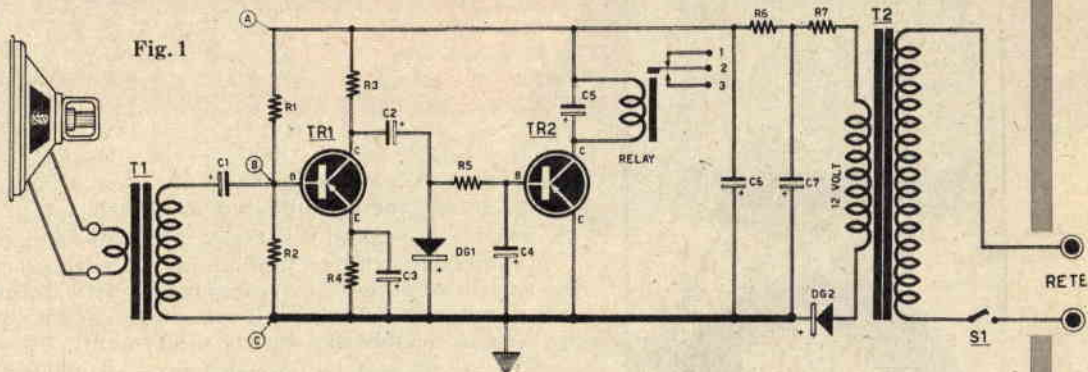 Fig. 1
A
B
C
T1
C1
R1
R2
R3
R4
TR1
B
C
E
C2
C3
R5
DG1
C4
TR2
B
C
E
C5
RELAY
1
2
3
C6
R6
C7
R7
12 VOLT
DG2
T2
S1
RETE